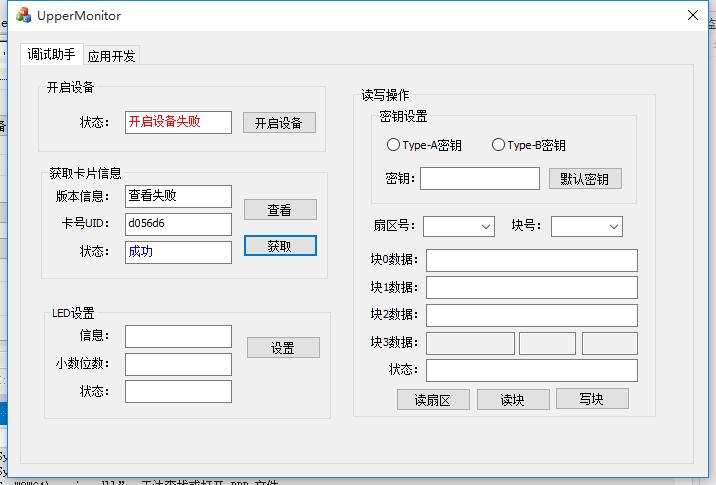 UpperMonitor
调试助手 应用开发
开启设备
状态： 开启设备失败 开启设备
获取卡片信息
版本信息： 查看失败 查看
卡号UID： d056d6
状态： 成功 获取
LED设置
信息：
设置
小数位数：
状态：
读写操作
密钥设置
Type-A密钥 Type-B密钥
密钥： 默认密钥
扇区号： 块号：
块0数据：
块1数据：
块2数据：
块3数据：
状态：
读扇区 读块 写块